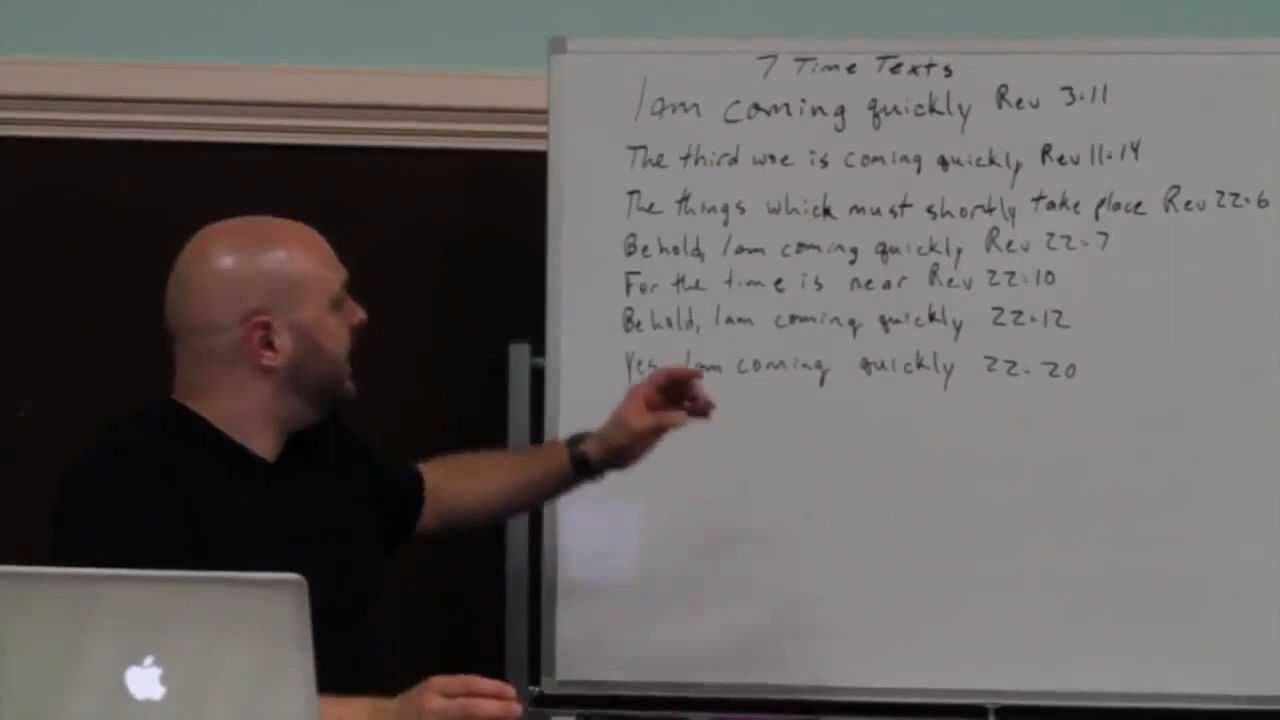 7 Time Texts
I am coming quickly Rev 3:11
The third woe is coming quickly Rev 11:14
The things which must shortly take place Rev 22:6
Behold, I am coming quickly Rev 22:7
For the time is near Rev 22:10
Behold, I am coming quickly 22:12
Yes, I am coming quickly 22:20